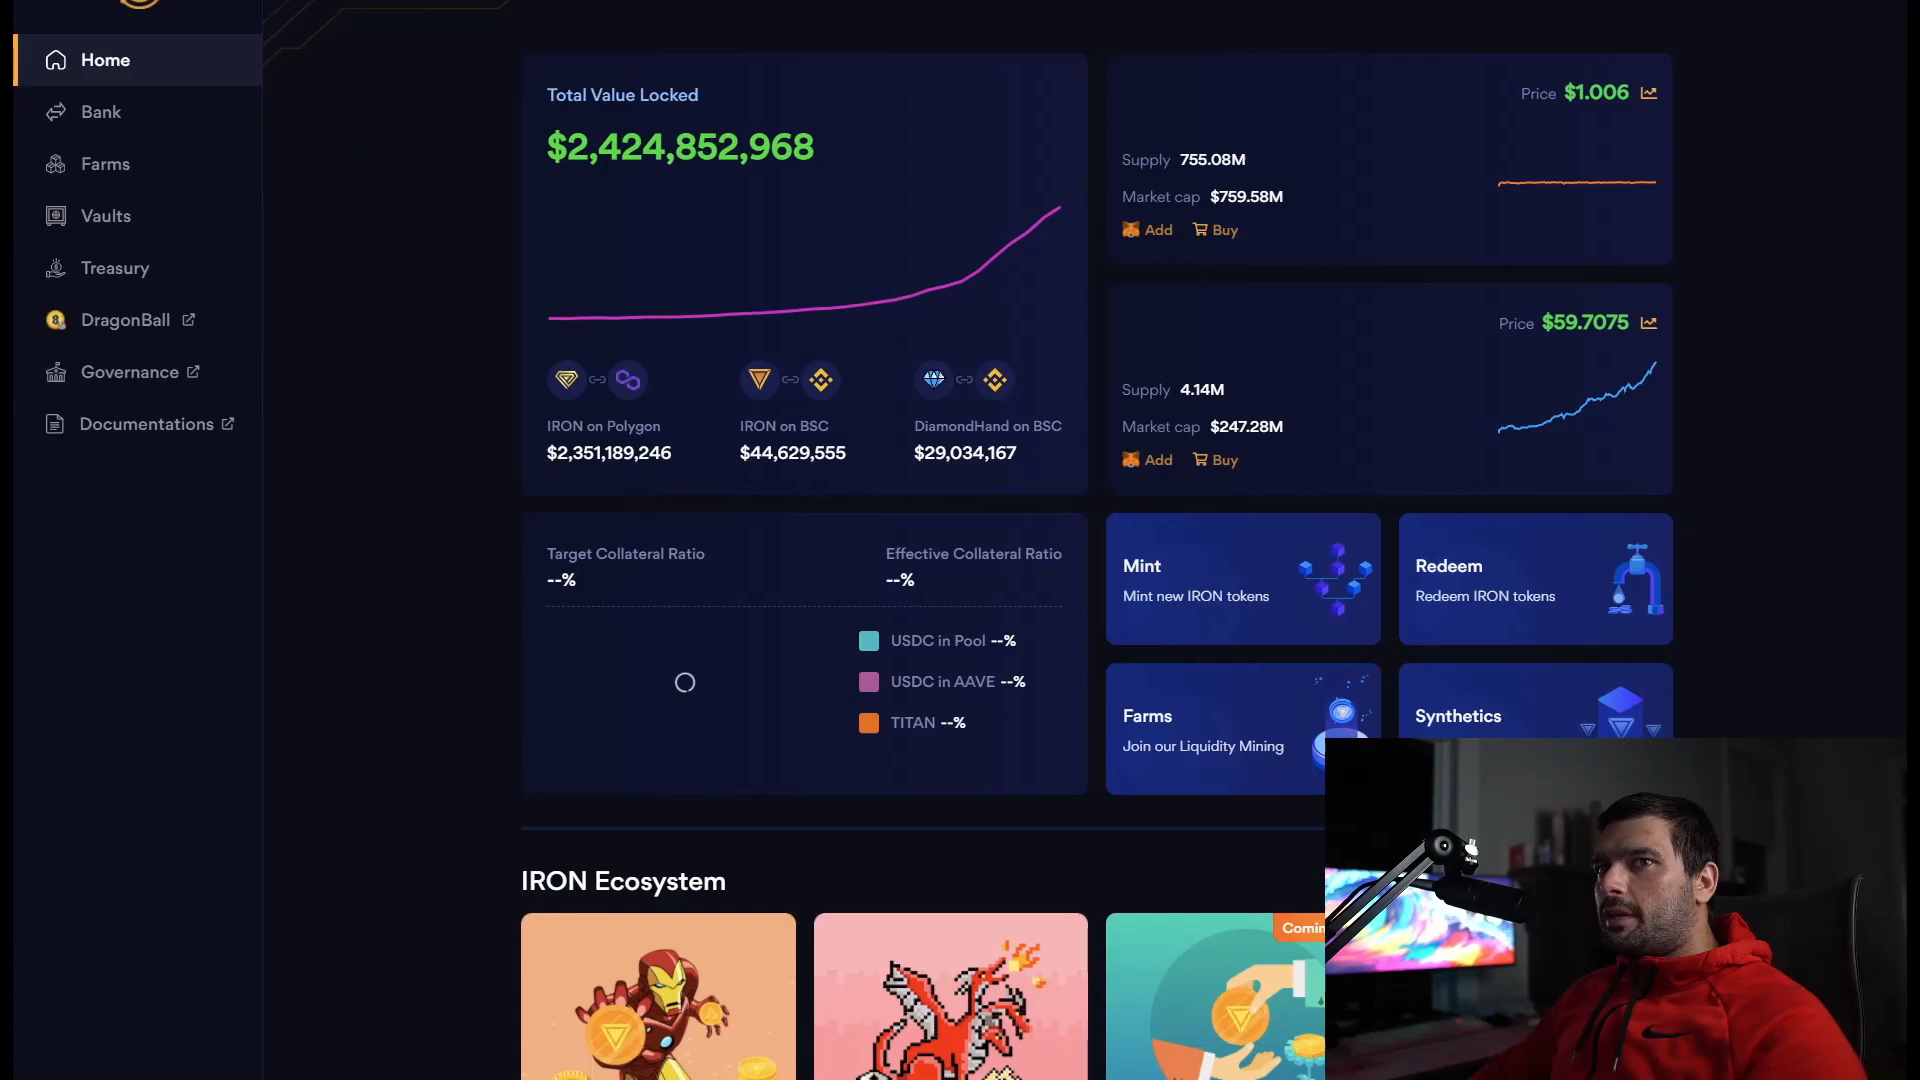 Home
Bank
Farms
Vaults
Treasury
DragonBall
Governance
Documentations
Total Value Locked
$2,424,852,968
IRON on Polygon
$2,351,189,246
IRON on BSC
$44,629,555
DiamondHand on BSC
$29,034,167
Price $1.006
Supply 755.08M
Market cap $759.58M
Add Buy
Price $59.7075
Supply 4.14M
Market cap $247.28M
Add Buy
Target Collateral Ratio
--%
Effective Collateral Ratio
--%
USDC in Pool --%
USDC in AAVE --%
TITAN --%
Mint
Mint new IRON tokens
Redeem
Redeem IRON tokens
Farms
Join our Liquidity Mining
Synthetics
IRON Ecosystem